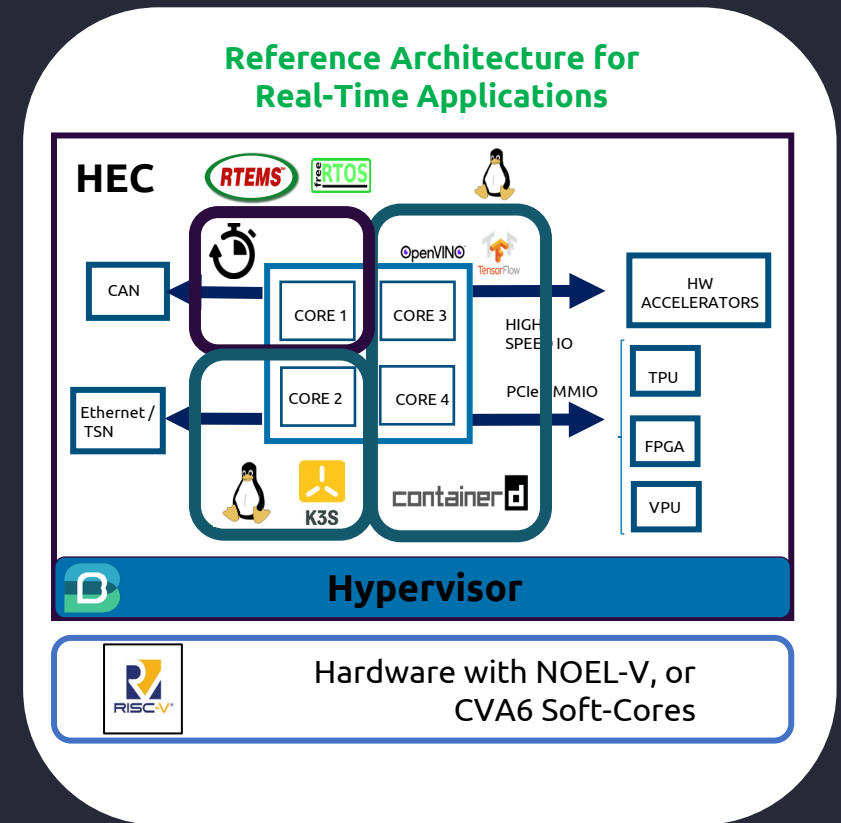 Reference Architecture for
Real-Time Applications
HEC
RTEMS
free
RTOS
OpenVINO
TensorFlow
CAN
CORE 1
CORE 3
HW
ACCELERATORS
HIGH
SPEED IO
Ethernet /
TSN
CORE 2
CORE 4
PCIe MMIO
TPU
FPGA
VPU
K3S
containerd
Hypervisor
RISC-V®
Hardware with NOEL-V, or
CVA6 Soft-Cores